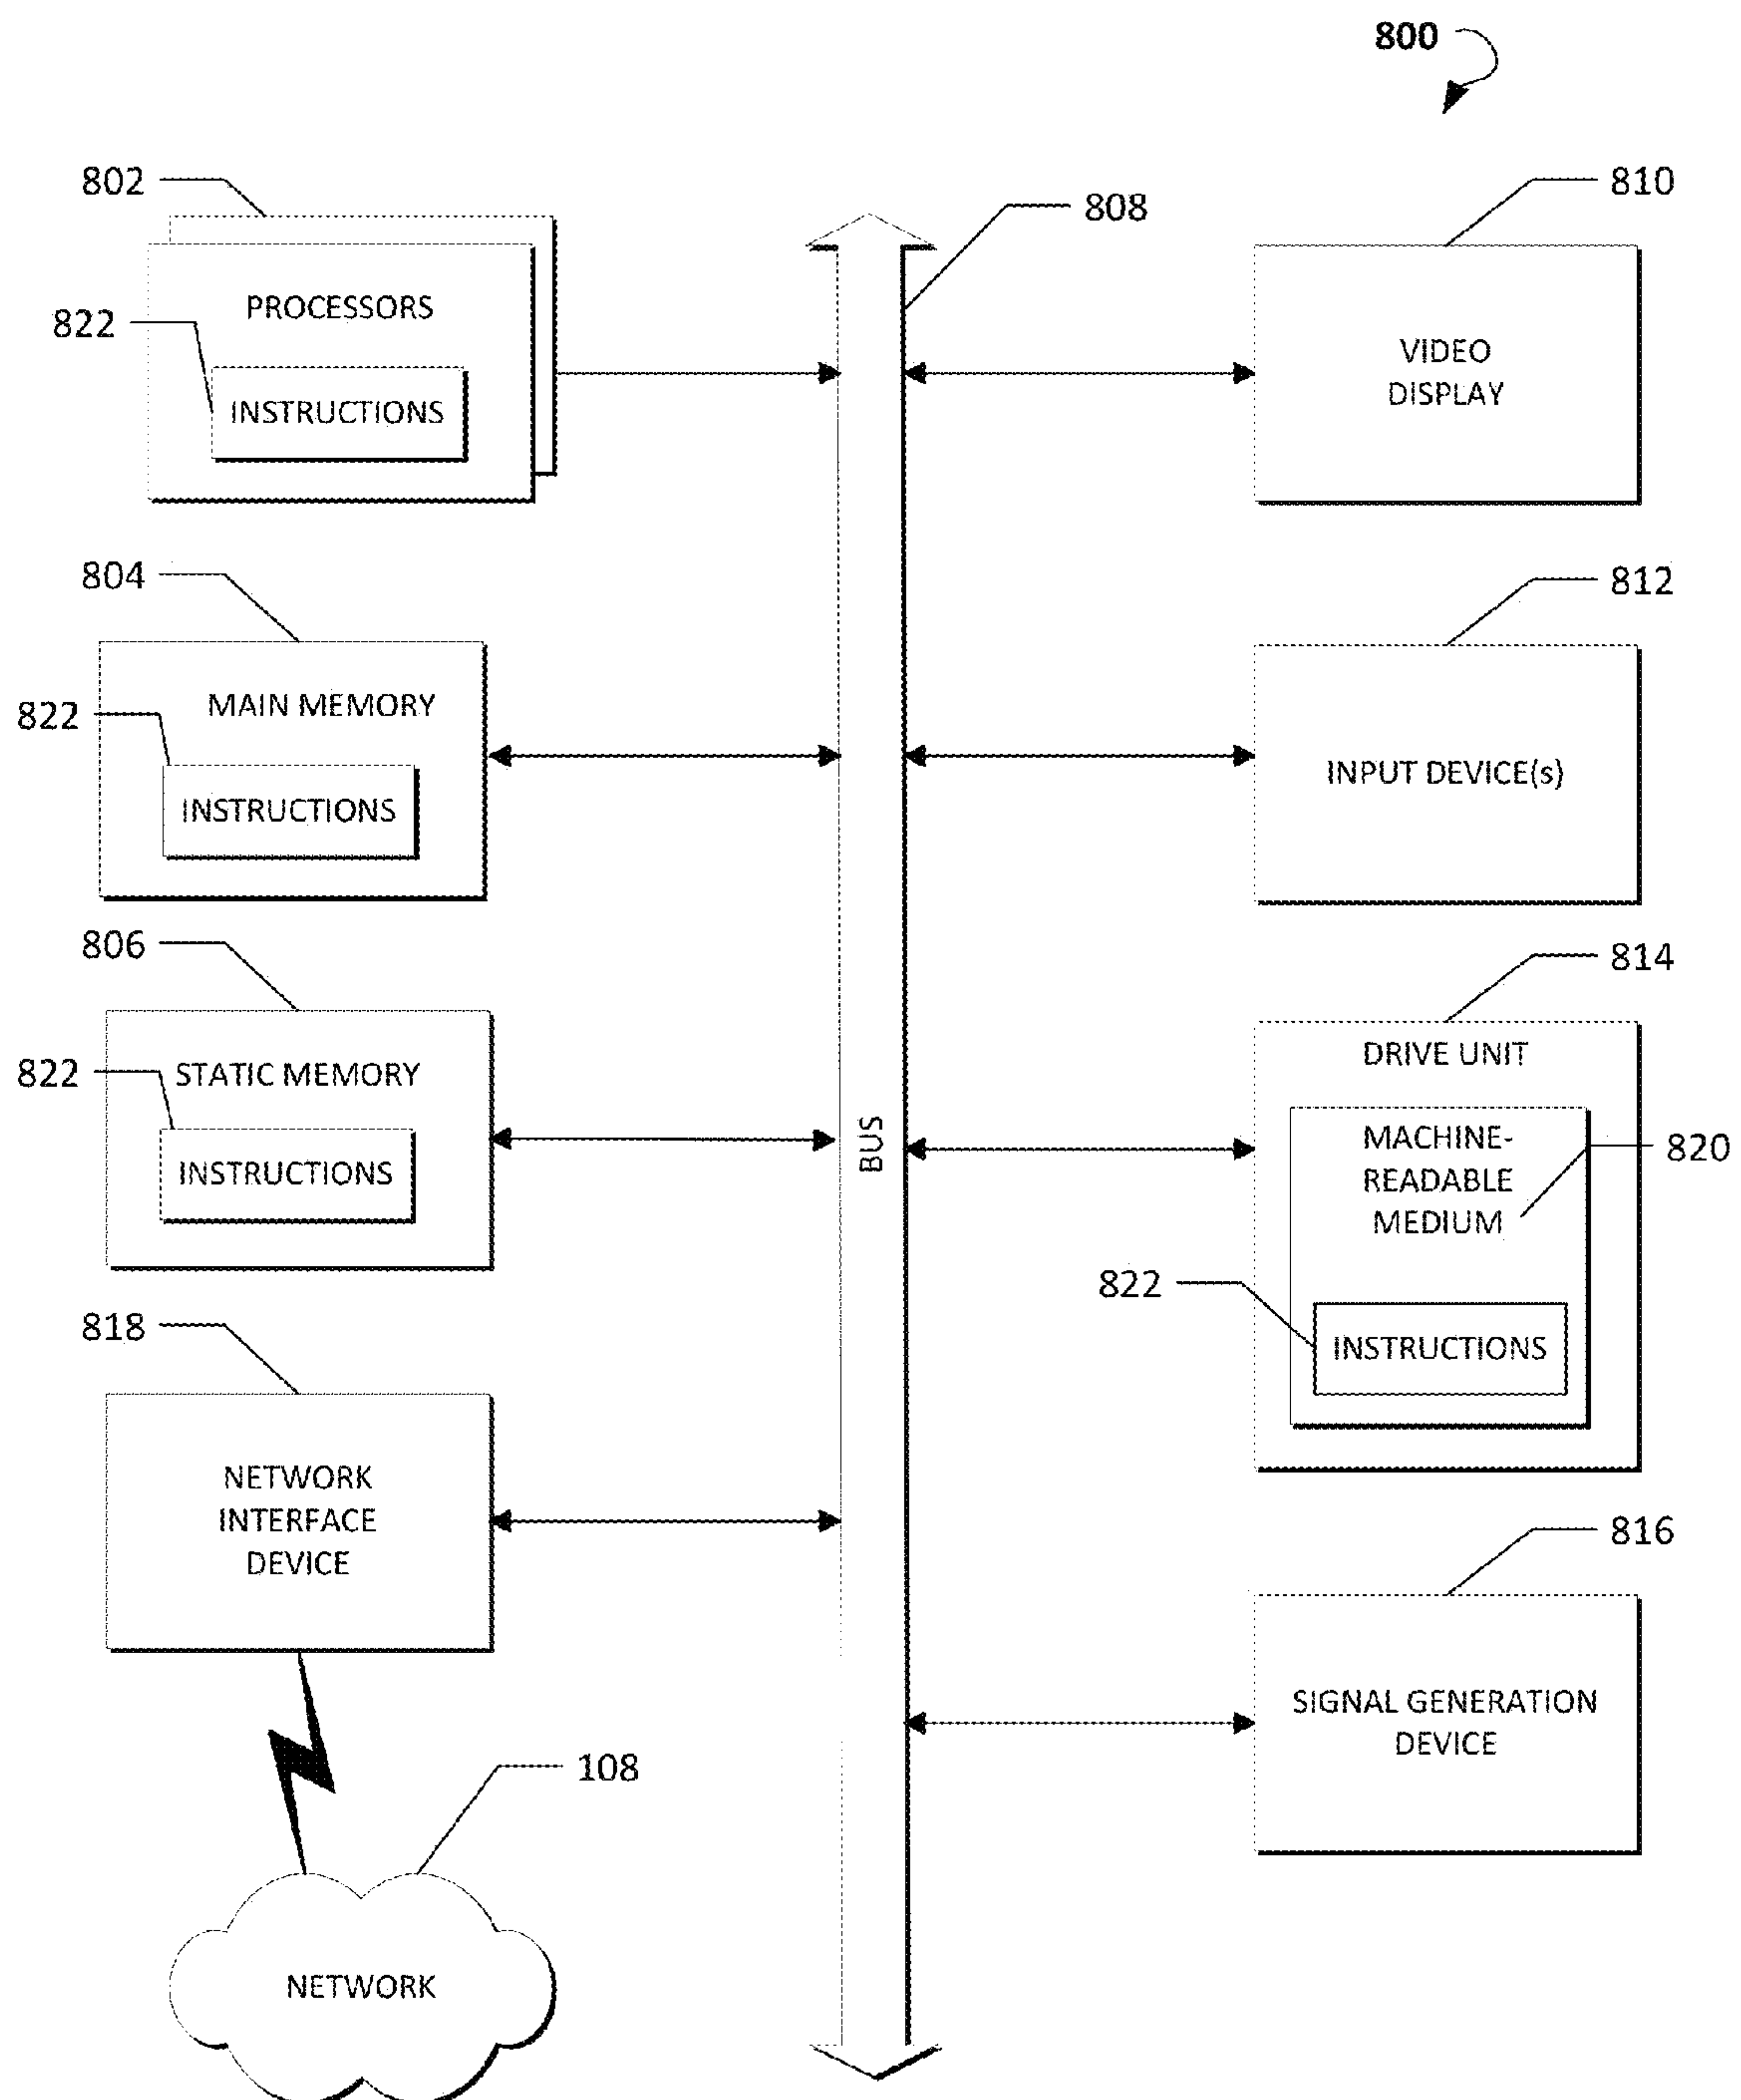 800
802
808
810
PROCESSORS
822
INSTRUCTIONS
VIDEO
DISPLAY
804
812
MAIN MEMORY
822
INSTRUCTIONS
INPUT DEVICE(s)
806
814
STATIC MEMORY
822
INSTRUCTIONS
BUS
DRIVE UNIT
MACHINE-
READABLE
MEDIUM
820
822
INSTRUCTIONS
818
NETWORK
INTERFACE
DEVICE
816
SIGNAL GENERATION
DEVICE
108
NETWORK